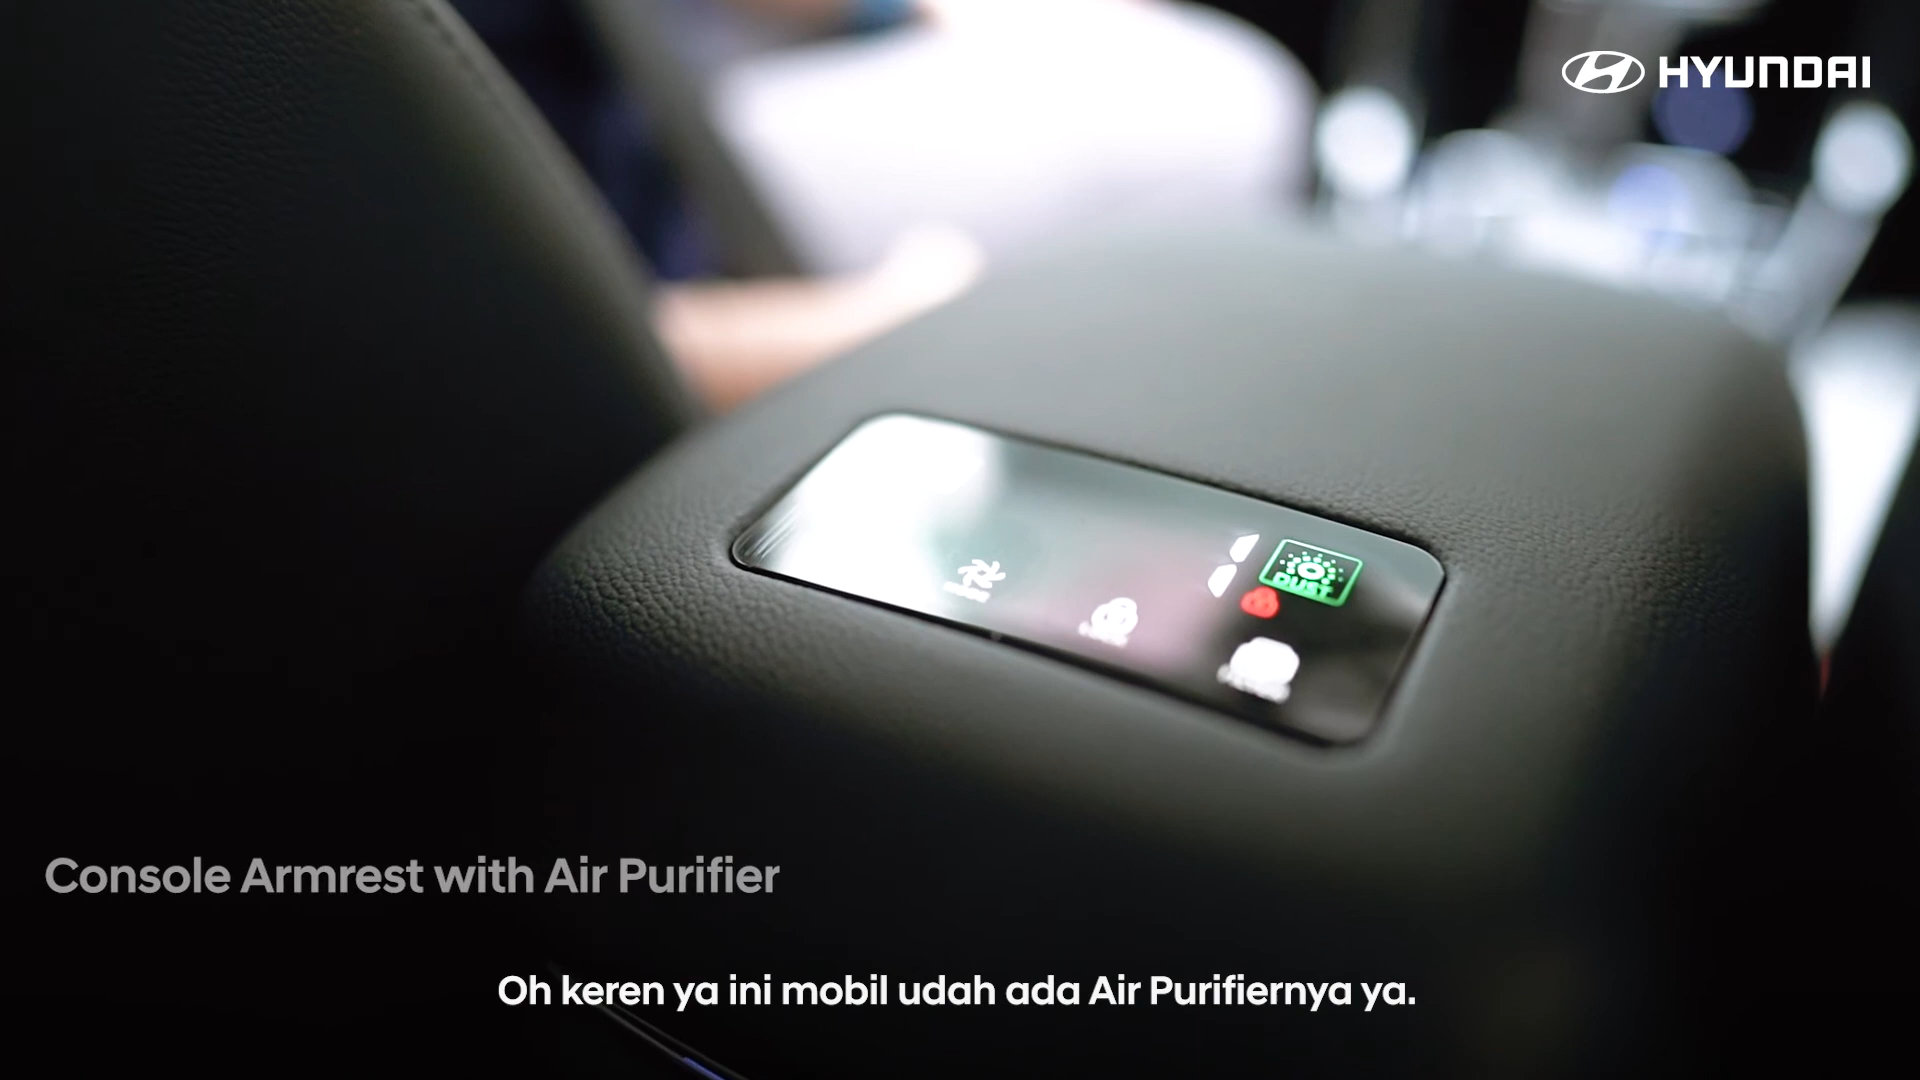 HYUNDAI
DUST
Console Armrest with Air Purifier
Oh keren ya ini mobil udah ada Air Purifiernya ya.